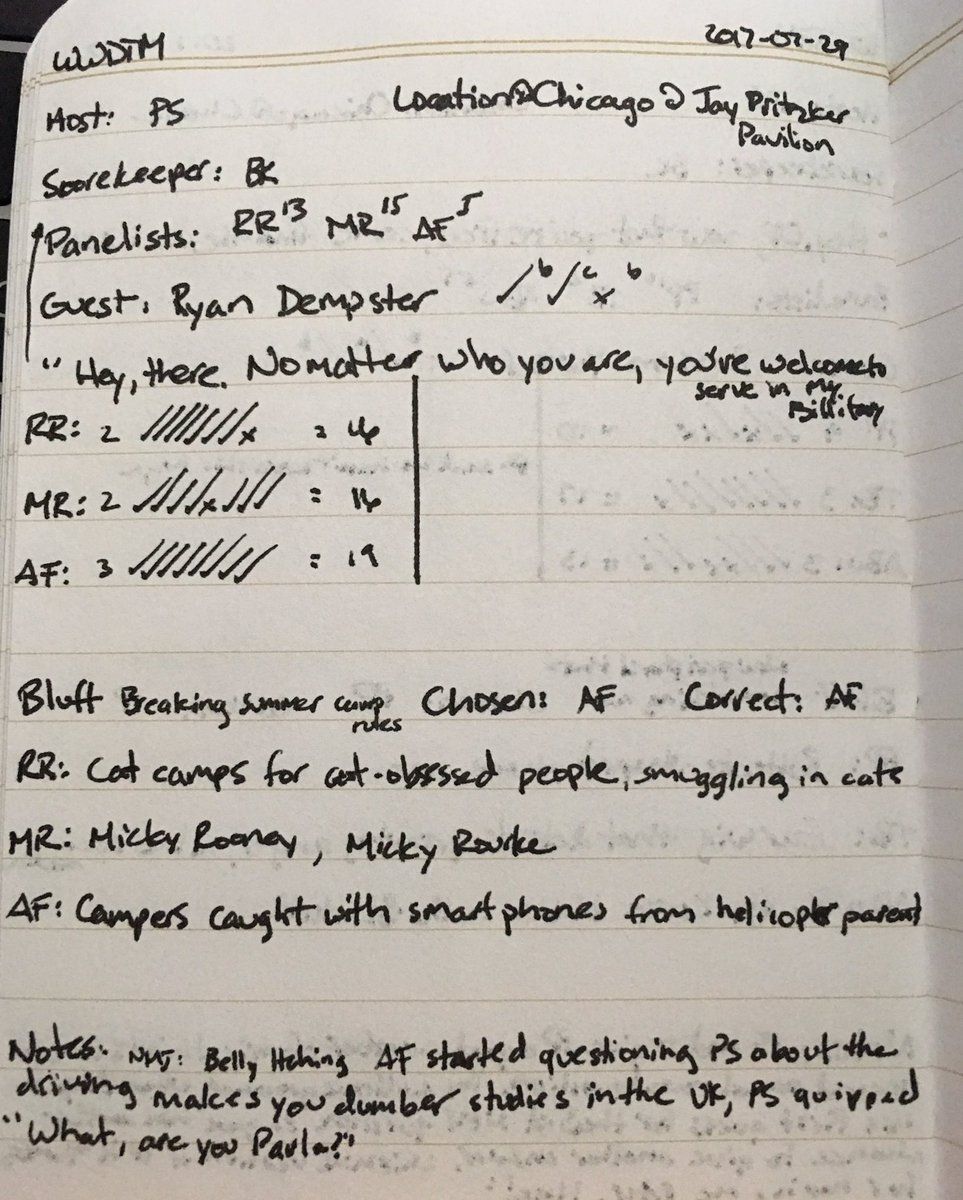 WWDTM 2017-07-29
Host: PS Location: Chicago @ Jay Pritzker
Pavilion
Scorekeeper: BK
Panelists: RR 13 MR 15 AF 5
Guest: Ryan Dempster ✓b ✓c x b
"Hey, there. No matter who you are, you're welcome to
serve in my
Billitary
RR: 2 ///////x = 16
MR: 2 ////x/// = 16
AF: 3 //////// = 19
Bluff Breaking summer camp Chosen: AF Correct: AF
rules
RR: Cat camps for cat-obsessed people, smuggling in cats
MR: Micky Rooney, Micky Rourke
AF: Campers caught with smartphones from helicopter parent
Notes: NMJ: Belly Itching AF started questioning PS about the
driving makes you dumber studies in the UK, PS quipped
"What, are you Paula?"